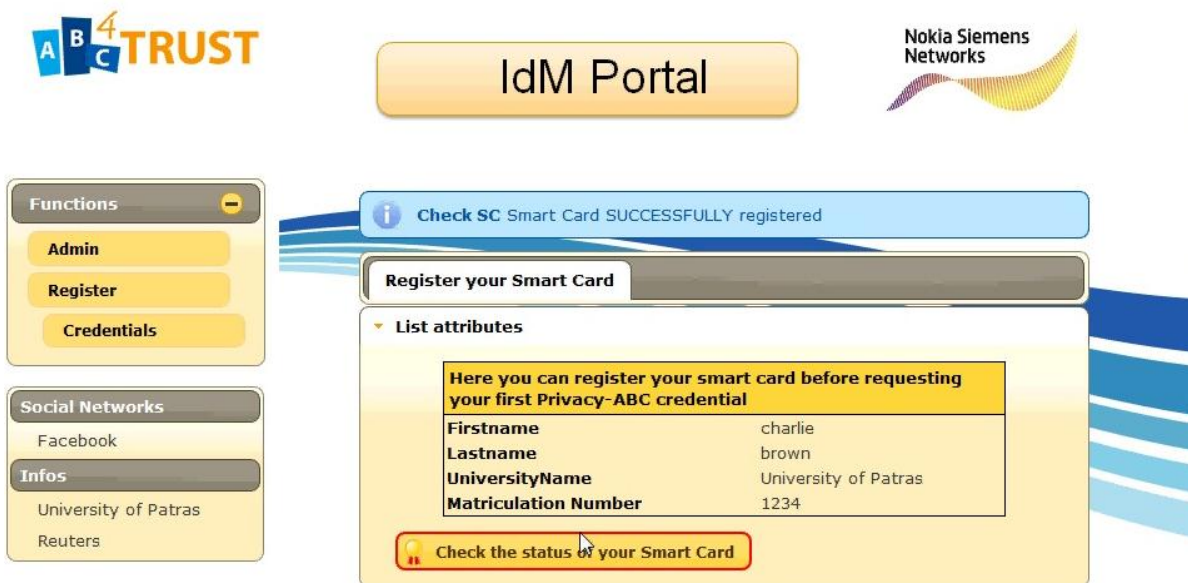 ABC4TRUST
IdM Portal
Nokia Siemens
Networks
Functions
Admin
Register
Credentials
Social Networks
Facebook
Infos
University of Patras
Reuters
Check SC Smart Card SUCCESSFULLY registered
Register your Smart Card
List attributes
Here you can register your smart card before requesting
your first Privacy-ABC credential
Firstname charlie
Lastname brown
UniversityName University of Patras
Matriculation Number 1234
Check the status of your Smart Card